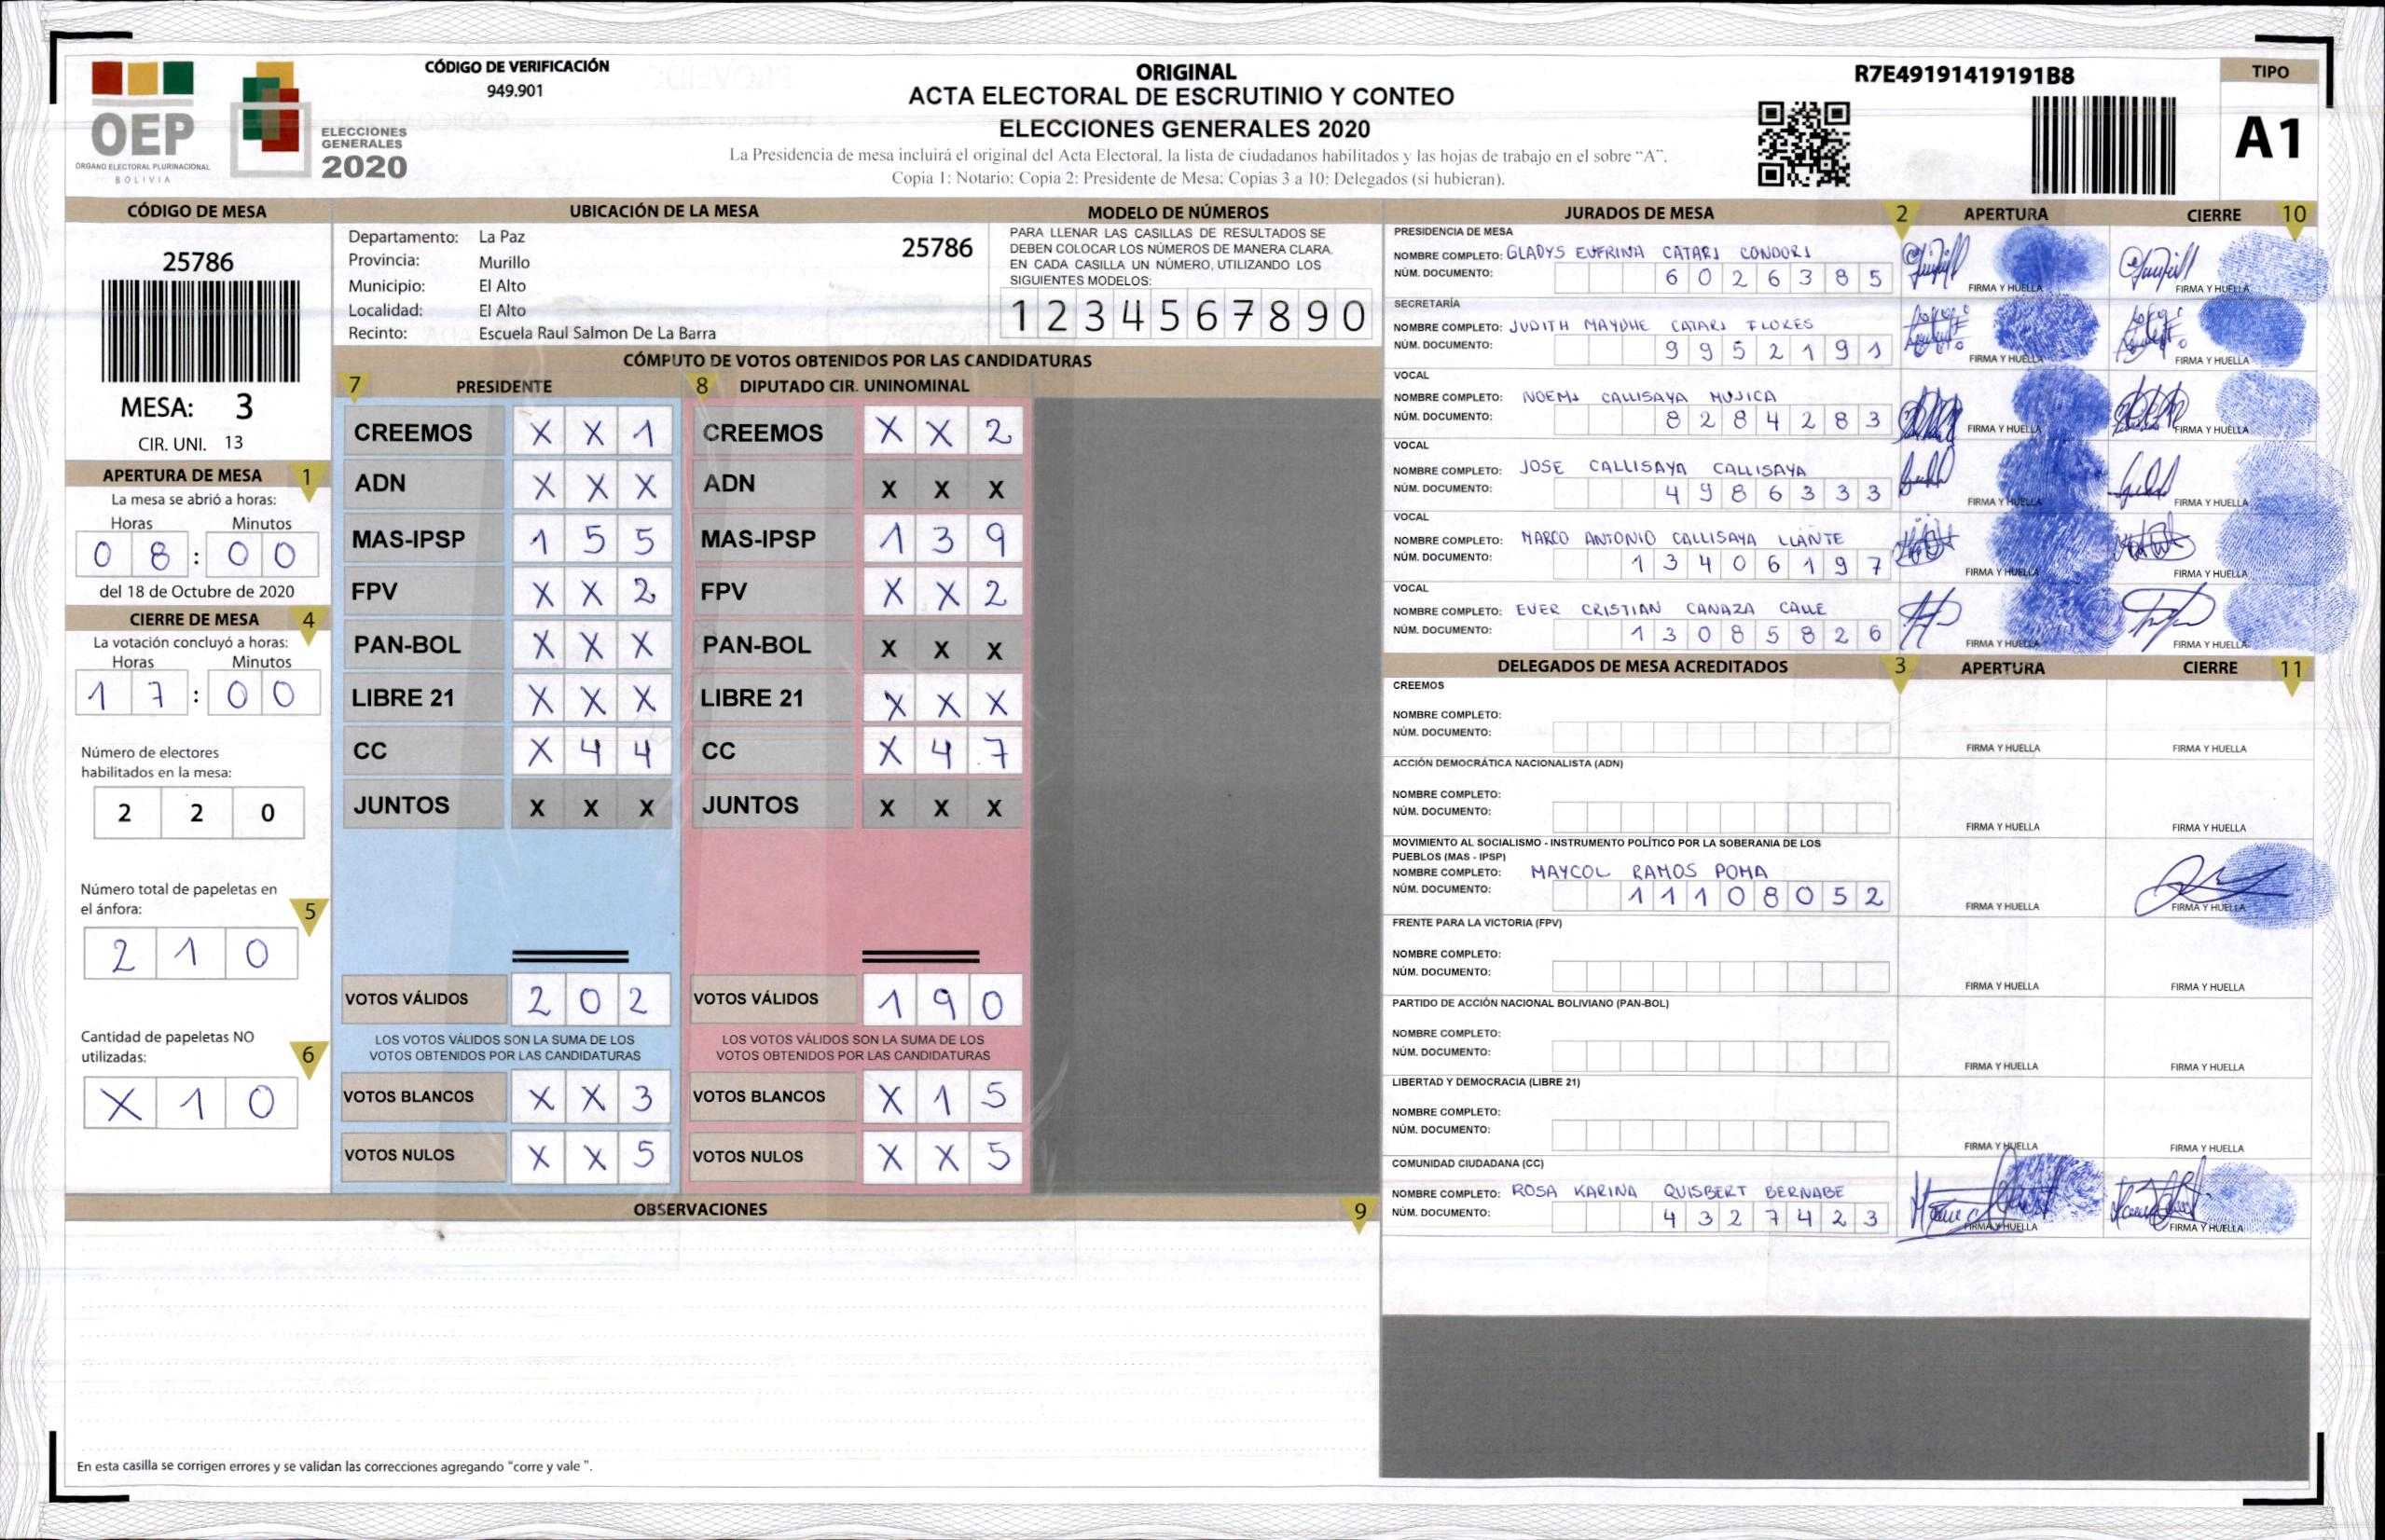 CÓDIGO DE VERIFICACIÓN
949.901
OEP
ÓRGANO ELECTORAL PLURINACIONAL
BOLIVIA
ELECCIONES
GENERALES
2020
ORIGINAL
ACTA ELECTORAL DE ESCRUTINIO Y CONTEO
ELECCIONES GENERALES 2020
La Presidencia de mesa incluirá el original del Acta Electoral, la lista de ciudadanos habilitados y las hojas de trabajo en el sobre "A".
Copia 1: Notario; Copia 2: Presidente de Mesa; Copias 3 a 10: Delegados (si hubieran).
R7E49191419191B8
TIPO
A1
CÓDIGO DE MESA
25786
MESA: 3
CIR. UNI. 13
APERTURA DE MESA 1
La mesa se abrió a horas:
Horas Minutos
0 8 : 0 0
del 18 de Octubre de 2020
CIERRE DE MESA 4
La votación concluyó a horas:
Horas Minutos
1 7 : 0 0
Número de electores
habilitados en la mesa:
2 2 0
Número total de papeletas en
el ánfora: 5
2 1 0
Cantidad de papeletas NO
utilizadas: 6
X 1 0
UBICACIÓN DE LA MESA
Departamento: La Paz 25786
Provincia: Murillo
Municipio: El Alto
Localidad: El Alto
Recinto: Escuela Raul Salmon De La Barra
MODELO DE NÚMEROS
PARA LLENAR LAS CASILLAS DE RESULTADOS SE
DEBEN COLOCAR LOS NÚMEROS DE MANERA CLARA.
EN CADA CASILLA UN NÚMERO, UTILIZANDO LOS
SIGUIENTES MODELOS:
1 2 3 4 5 6 7 8 9 0
CÓMPUTO DE VOTOS OBTENIDOS POR LAS CANDIDATURAS
7 PRESIDENTE 8 DIPUTADO CIR. UNINOMINAL
CREEMOS X X 1 CREEMOS X X 2
ADN X X X ADN X X X
MAS-IPSP 1 5 5 MAS-IPSP 1 3 9
FPV X X 2 FPV X X 2
PAN-BOL X X X PAN-BOL X X X
LIBRE 21 X X X LIBRE 21 X X X
CC X 4 4 CC X 4 7
JUNTOS X X X JUNTOS X X X
VOTOS VÁLIDOS 2 0 2 VOTOS VÁLIDOS 1 9 0
LOS VOTOS VÁLIDOS SON LA SUMA DE LOS LOS VOTOS VÁLIDOS SON LA SUMA DE LOS
VOTOS OBTENIDOS POR LAS CANDIDATURAS VOTOS OBTENIDOS POR LAS CANDIDATURAS
VOTOS BLANCOS X X 3 VOTOS BLANCOS X 1 5
VOTOS NULOS X X 5 VOTOS NULOS X X 5
OBSERVACIONES 9
En esta casilla se corrigen errores y se validan las correcciones agregando "corre y vale ".
JURADOS DE MESA 2 APERTURA CIERRE 10
PRESIDENCIA DE MESA
NOMBRE COMPLETO: GLADYS EUFRINA CATARI CONDORI
NÚM. DOCUMENTO: 6 0 2 6 3 8 5
FIRMA Y HUELLA FIRMA Y HUELLA
SECRETARÍA
NOMBRE COMPLETO: JUDITH MAYDHE CATARI FLORES
NÚM. DOCUMENTO: 9 9 5 2 1 9 1
FIRMA Y HUELLA FIRMA Y HUELLA
VOCAL
NOMBRE COMPLETO: NOEMI CALLISAYA MUJICA
NÚM. DOCUMENTO: 8 2 8 4 2 8 3
FIRMA Y HUELLA FIRMA Y HUELLA
VOCAL
NOMBRE COMPLETO: JOSE CALLISAYA CALLISAYA
NÚM. DOCUMENTO: 4 9 8 6 3 3 3
FIRMA Y HUELLA FIRMA Y HUELLA
VOCAL
NOMBRE COMPLETO: MARCO ANTONIO CALLISAYA LLANTE
NÚM. DOCUMENTO: 1 3 4 0 6 1 9 7
FIRMA Y HUELLA FIRMA Y HUELLA
VOCAL
NOMBRE COMPLETO: EVER CRISTIAN CANAZA CALLE
NÚM. DOCUMENTO: 1 3 0 8 5 8 2 6
FIRMA Y HUELLA FIRMA Y HUELLA
DELEGADOS DE MESA ACREDITADOS 3 APERTURA CIERRE 11
CREEMOS
NOMBRE COMPLETO:
NÚM. DOCUMENTO:
FIRMA Y HUELLA FIRMA Y HUELLA
ACCIÓN DEMOCRÁTICA NACIONALISTA (ADN)
NOMBRE COMPLETO:
NÚM. DOCUMENTO:
FIRMA Y HUELLA FIRMA Y HUELLA
MOVIMIENTO AL SOCIALISMO - INSTRUMENTO POLÍTICO POR LA SOBERANIA DE LOS
PUEBLOS (MAS - IPSP)
NOMBRE COMPLETO: MAYCOL RAMOS POMA
NÚM. DOCUMENTO: 1 1 1 0 8 0 5 2
FIRMA Y HUELLA FIRMA Y HUELLA
FRENTE PARA LA VICTORIA (FPV)
NOMBRE COMPLETO:
NÚM. DOCUMENTO:
FIRMA Y HUELLA FIRMA Y HUELLA
PARTIDO DE ACCIÓN NACIONAL BOLIVIANO (PAN-BOL)
NOMBRE COMPLETO:
NÚM. DOCUMENTO:
FIRMA Y HUELLA FIRMA Y HUELLA
LIBERTAD Y DEMOCRACIA (LIBRE 21)
NOMBRE COMPLETO:
NÚM. DOCUMENTO:
FIRMA Y HUELLA FIRMA Y HUELLA
COMUNIDAD CIUDADANA (CC)
NOMBRE COMPLETO: ROSA KARINA QUISBERT BERNABE
NÚM. DOCUMENTO: 4 3 2 7 4 2 3
FIRMA Y HUELLA FIRMA Y HUELLA